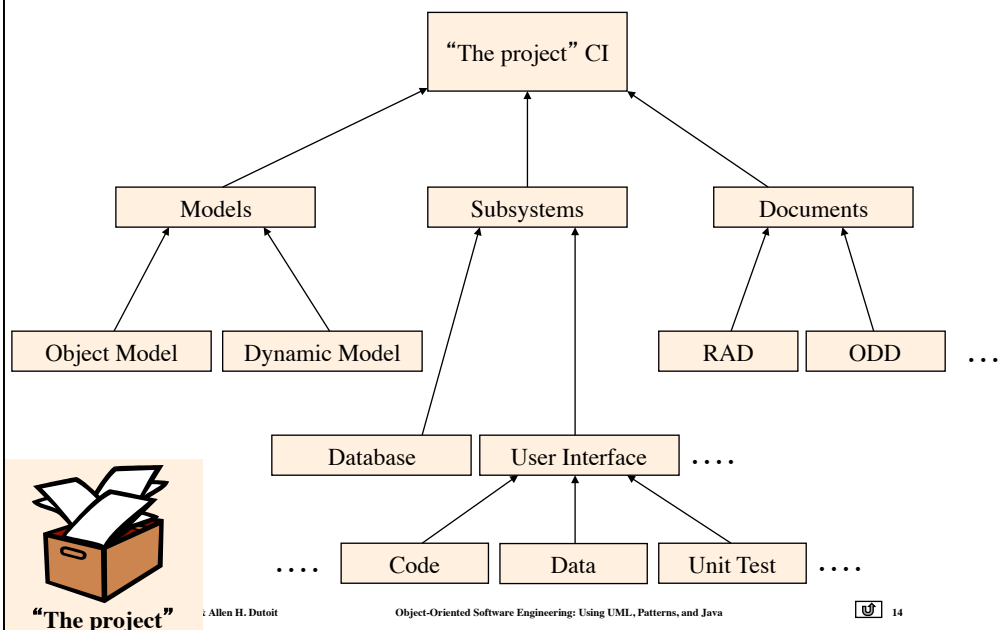 “The project” CI
Models
Subsystems
Documents
Object Model
Dynamic Model
RAD
ODD
...
Database
User Interface
....
....
Code
Data
Unit Test
....
“The project”
& Allen H. Dutoit
Object-Oriented Software Engineering: Using UML, Patterns, and Java
14